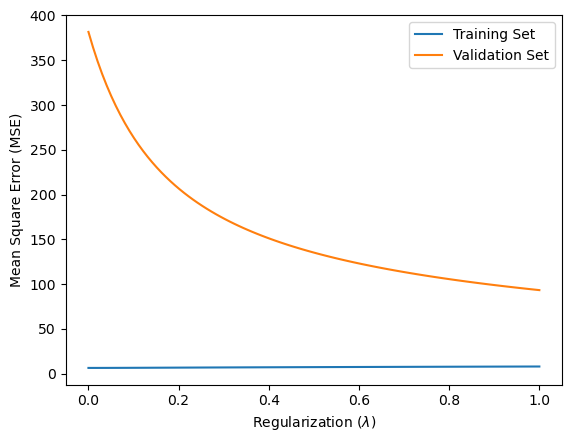 Training Set
Validation Set
Mean Square Error (MSE)
400
350
300
250
200
150
100
50
0
0.0 0.2 0.4 0.6 0.8 1.0
Regularization (λ)